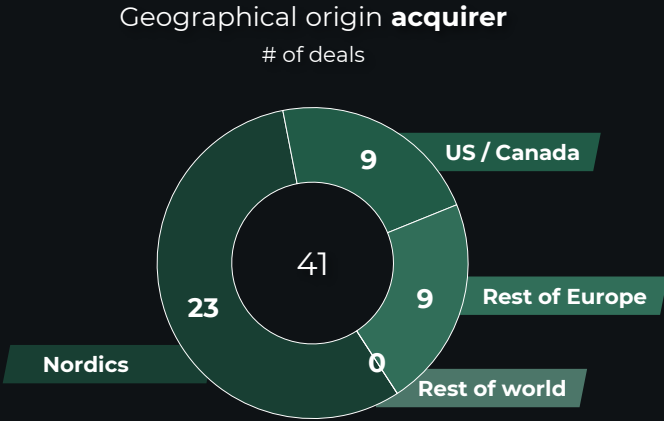 Geographical origin acquirer
# of deals
9
US / Canada
41
9
Rest of Europe
23
Nordics
0
Rest of world